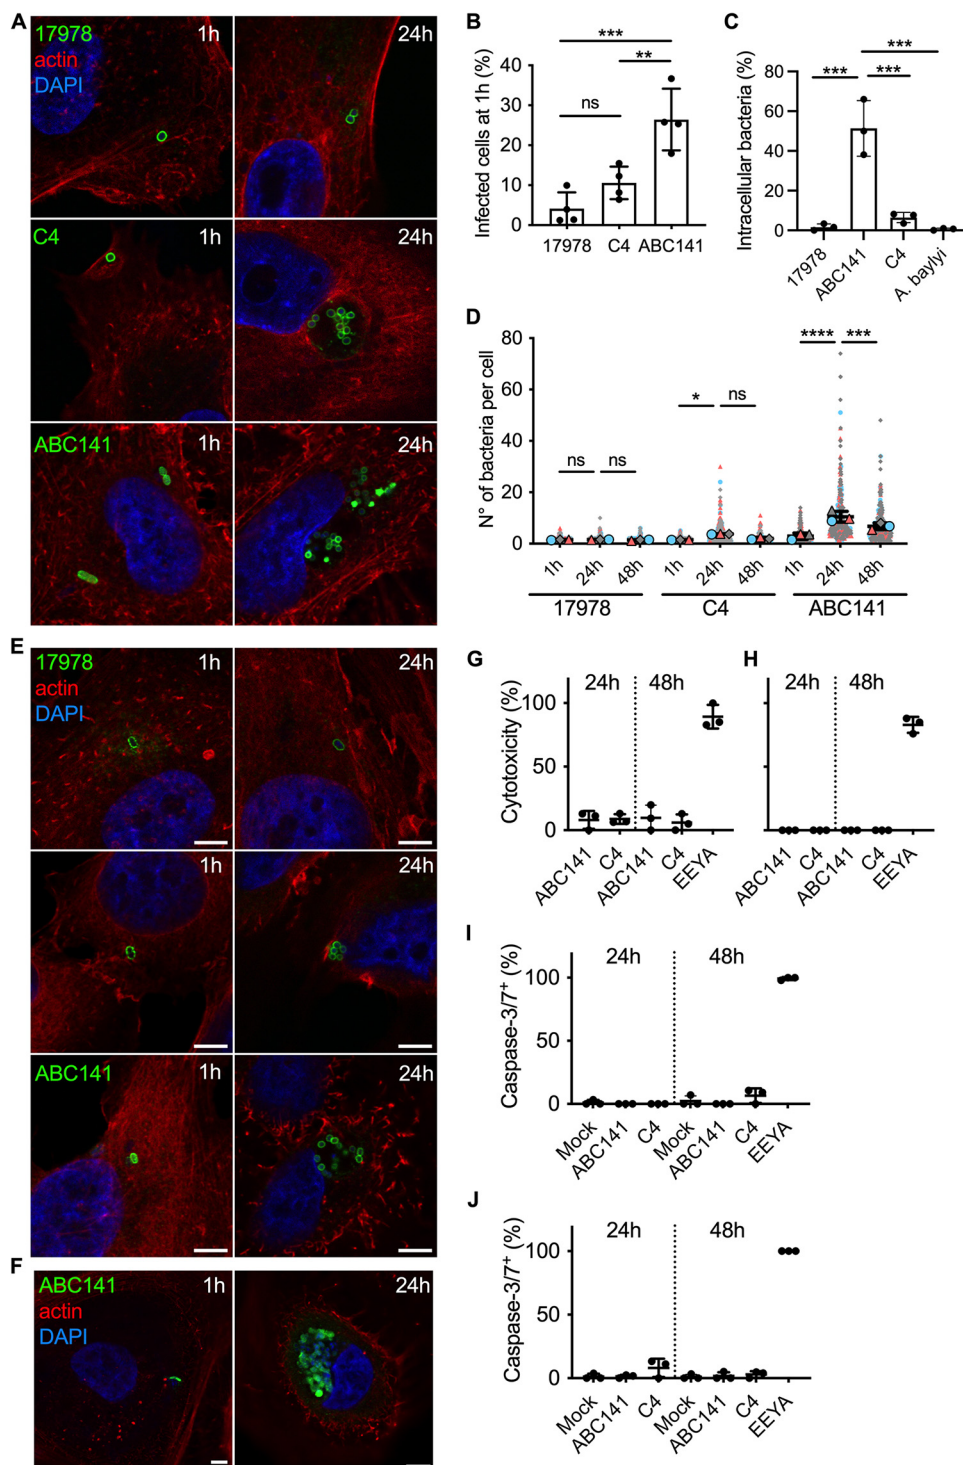 A
17978
actin
DAPI
1h
24h
C4
1h
24h
ABC141
1h
24h
B
Infected cells at 1h (%)
40
30
20
10
0
***
**
ns
17978
C4
ABC141
C
Intracellular bacteria (%)
80
60
40
20
0
***
***
***
17978
ABC141
C4
A. baylyi
D
N° of bacteria per cell
80
60
40
20
0
ns
ns
*
ns
****
***
1h
24h
48h
1h
24h
48h
1h
24h
48h
17978
C4
ABC141
E
17978
actin
DAPI
1h
24h
1h
24h
ABC141
1h
24h
F
ABC141
actin
DAPI
1h
24h
G
Cytotoxicity (%)
100
50
0
24h
48h
ABC141
C4
ABC141
C4
EEYA
H
24h
48h
ABC141
C4
ABC141
C4
EEYA
I
Caspase-3/7+ (%)
100
50
0
24h
48h
Mock
ABC141
C4
Mock
ABC141
C4
EEYA
J
Caspase-3/7+ (%)
100
50
0
24h
48h
Mock
ABC141
C4
Mock
ABC141
C4
EEYA